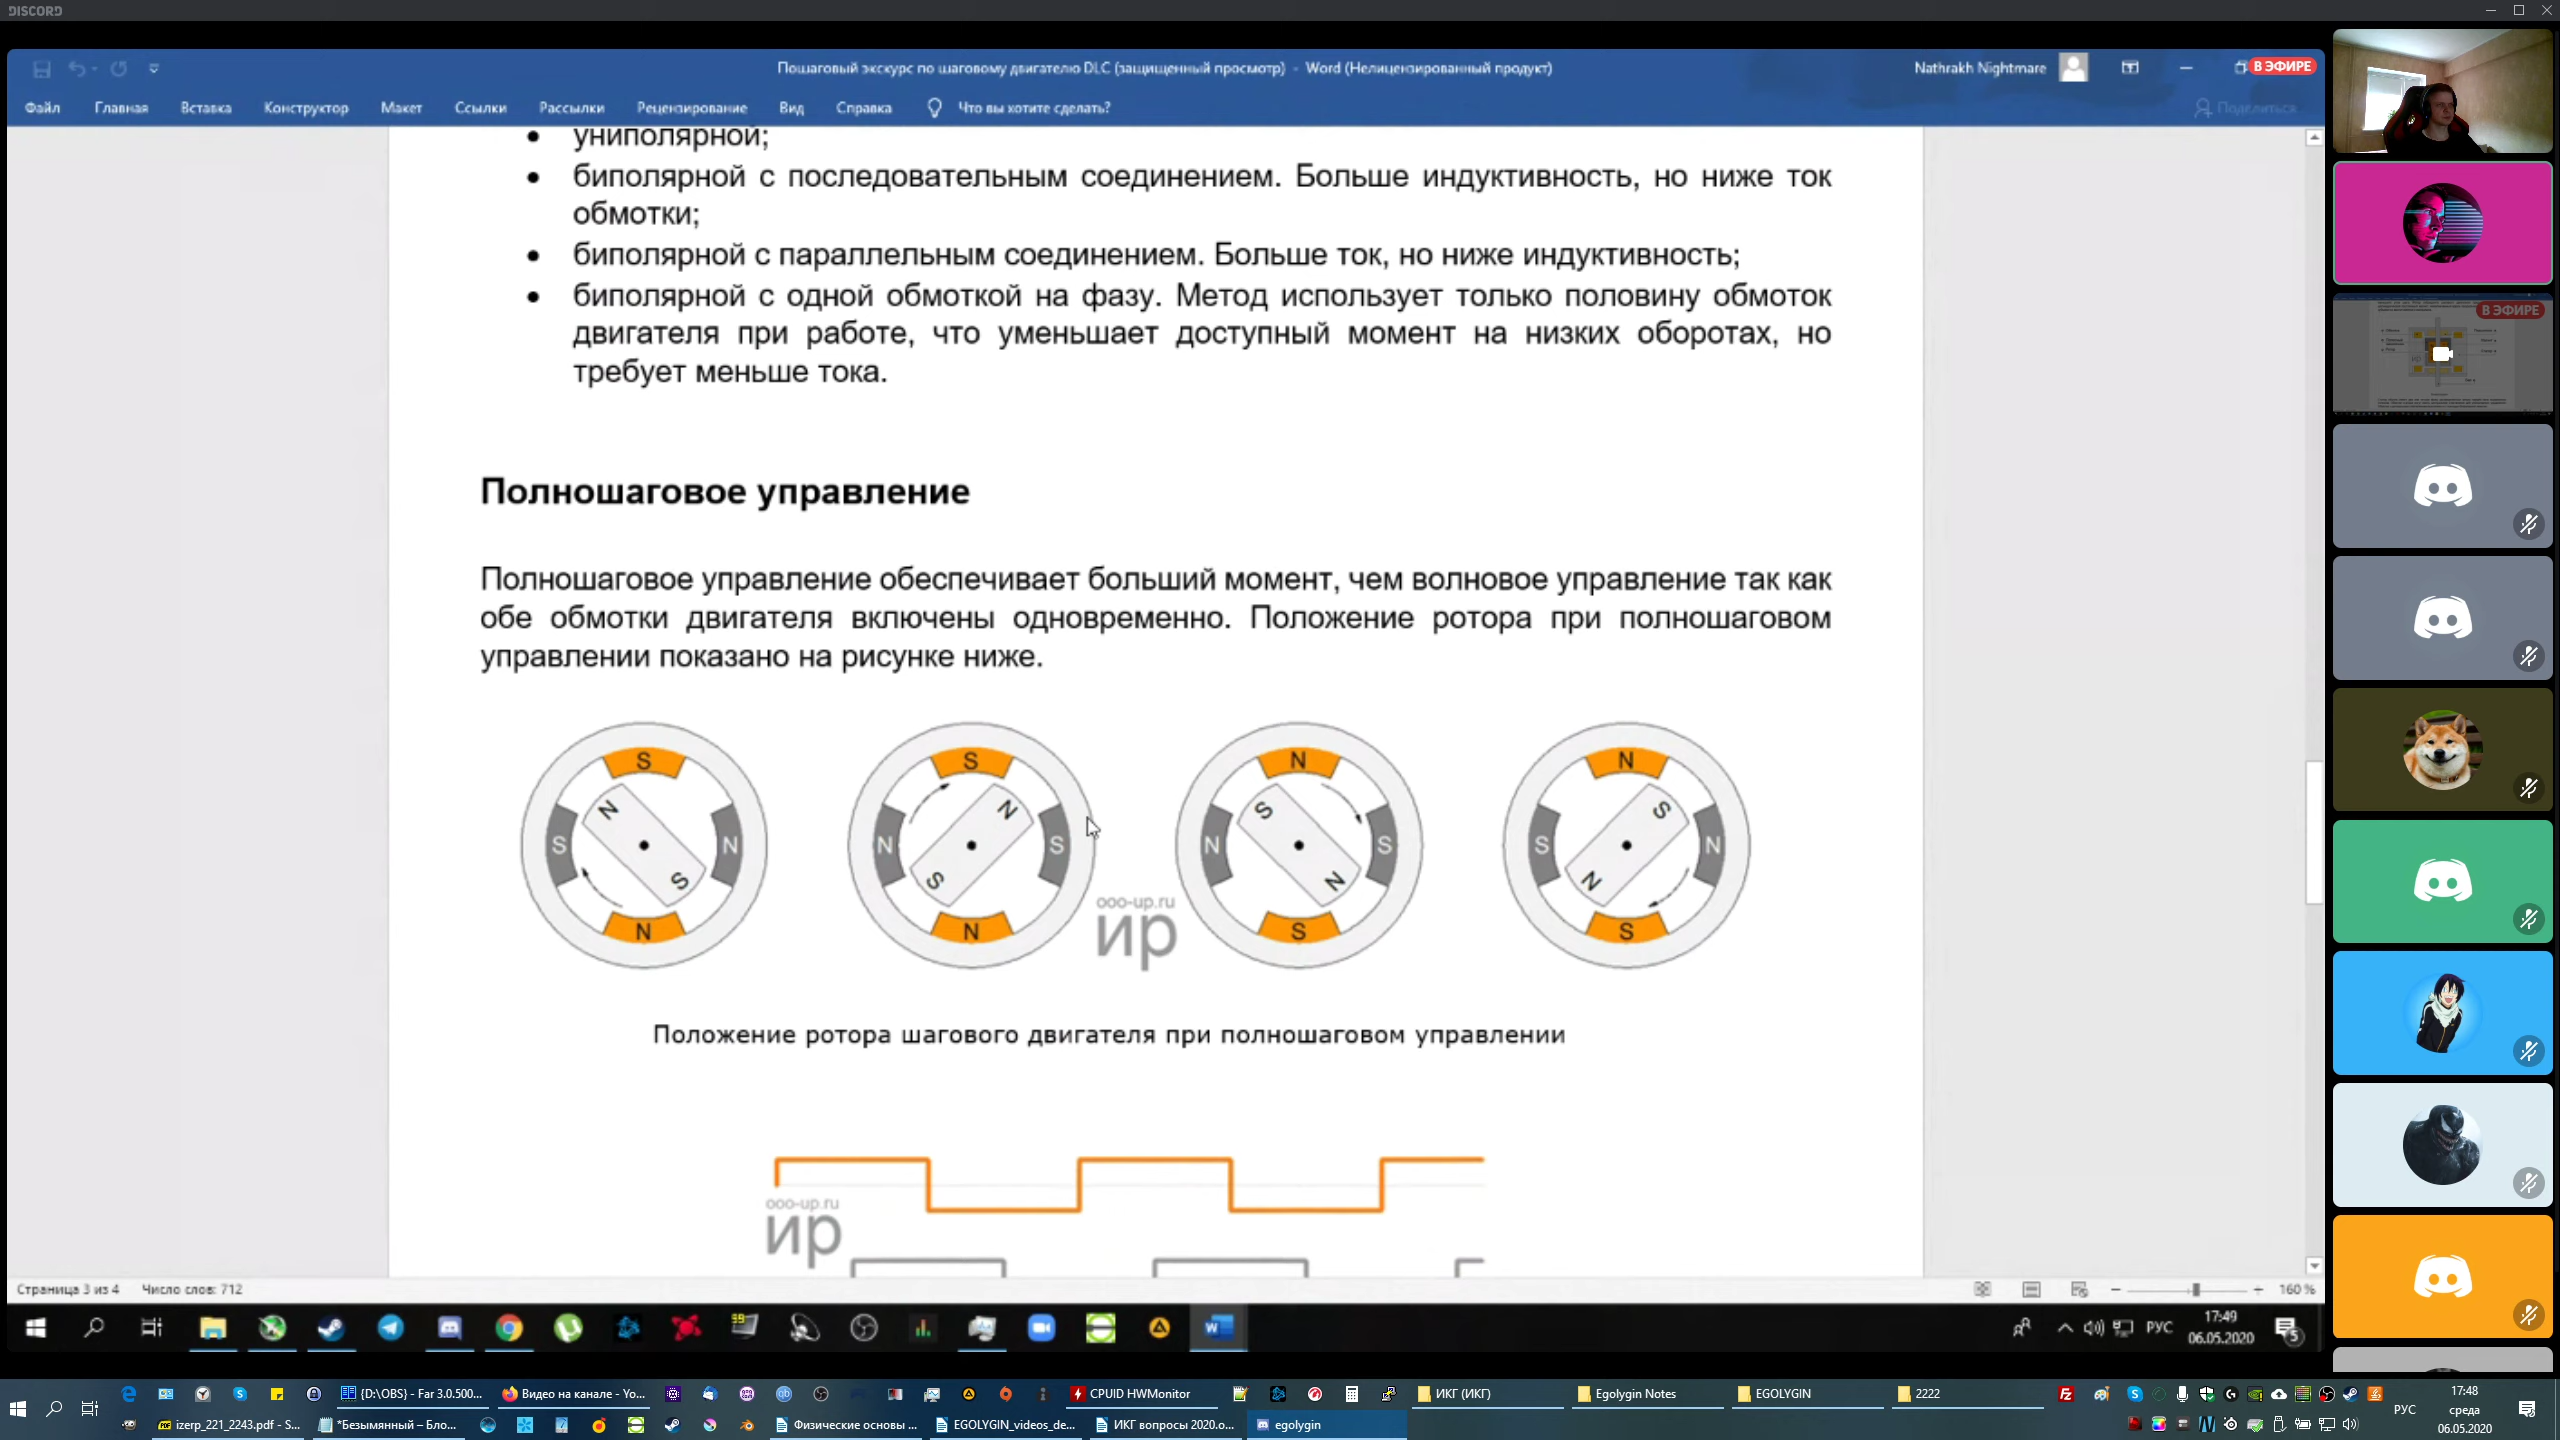 DISCORD
Пошаговый экскурс по шаговому двигателю DLC (защищенный просмотр) - Word (Нелицензированный продукт)
Nathrakh Nightmare
В ЭФИРЕ
Файл Главная Вставка Конструктор Макет Ссылки Рассылки Рецензирование Вид Справка Что вы хотите сделать? Поделиться
униполярной;
биполярной с последовательным соединением. Больше индуктивность, но ниже ток
обмотки;
биполярной с параллельным соединением. Больше ток, но ниже индуктивность;
биполярной с одной обмоткой на фазу. Метод использует только половину обмоток
двигателя при работе, что уменьшает доступный момент на низких оборотах, но
требует меньше тока.
Полношаговое управление
Полношаговое управление обеспечивает больший момент, чем волновое управление так как
обе обмотки двигателя включены одновременно. Положение ротора при полношаговом
управлении показано на рисунке ниже.
S S N N
N N S S
S N N S N S S N
S S N N
N N S S
ooo-up.ru
ир
Положение ротора шагового двигателя при полношаговом управлении
ooo-up.ru
ир
Страница 3 из 4 Число слов: 712
160 %
99
РУС
17:49
06.05.2020
5
В ЭФИРЕ
{D:\OBS} - Far 3.0.500...
Видео на канале - Yo...
CPUID HWMonitor
ИКГ (ИКГ)
Egolygin Notes
EGOLYGIN
2222
izerp_221_2243.pdf - S...
*Безымянный – Бло...
Физические основы ...
EGOLYGIN_videos_de...
ИКГ вопросы 2020.o...
egolygin
РУС
17:48
среда
06.05.2020